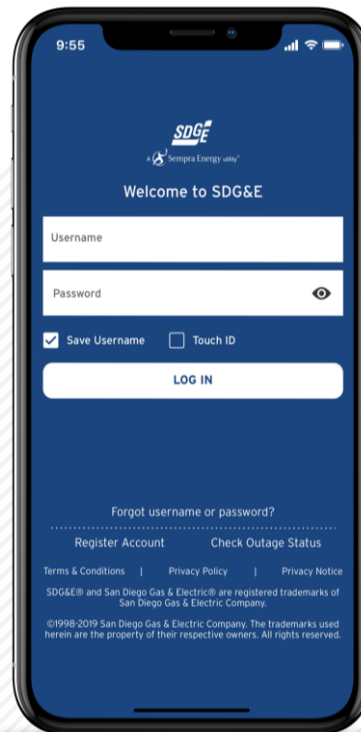 9:55
SDGE
A Sempra Energy utility®
Welcome to SDG&E
Username
Password
Save Username Touch ID
LOG IN
Forgot username or password?
Register Account Check Outage Status
Terms & Conditions | Privacy Policy | Privacy Notice
SDG&E® and San Diego Gas & Electric® are registered trademarks of
San Diego Gas & Electric Company.
©1998-2019 San Diego Gas & Electric Company. The trademarks used
herein are the property of their respective owners. All rights reserved.